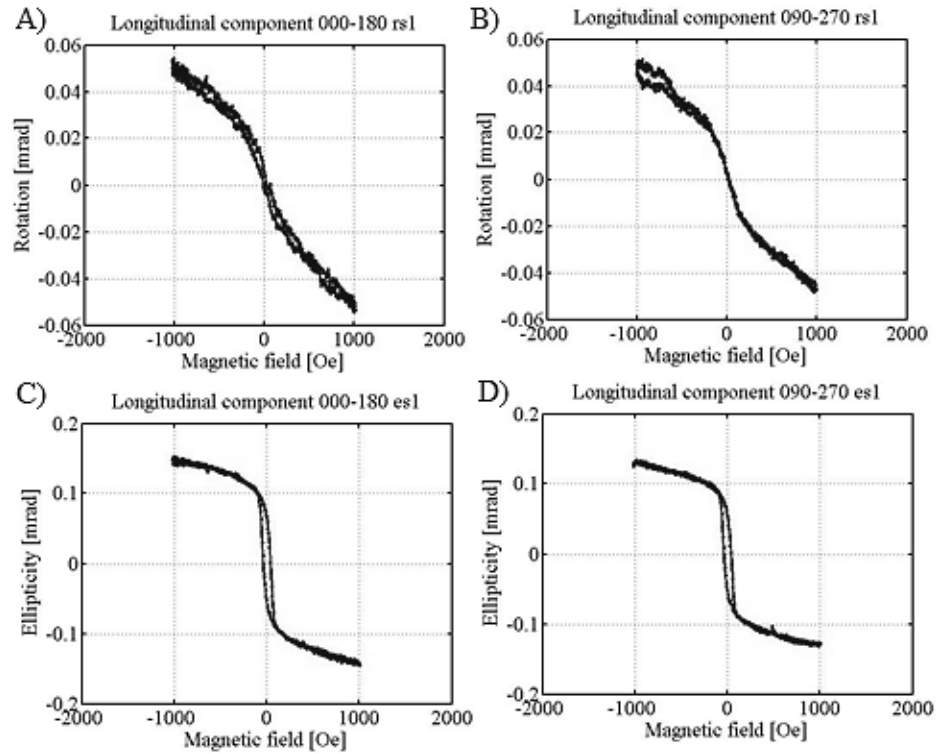 A)
Longitudinal component 000-180 rs1
0.06
0.04
0.02
0
-0.02
-0.04
-0.06
Rotation [mrad]
-2000 -1000 0 1000 2000
Magnetic field [Oe]
B)
Longitudinal component 090-270 rs1
0.06
0.04
0.02
0
-0.02
-0.04
-0.06
Rotation [mrad]
-2000 -1000 0 1000 2000
Magnetic field [Oe]
C)
Longitudinal component 000-180 es1
0.2
0.1
0
-0.1
-0.2
Ellipticity [mrad]
-2000 -1000 0 1000 2000
Magnetic field [Oe]
D)
Longitudinal component 090-270 es1
0.2
0.1
0
-0.1
-0.2
Ellipticity [mrad]
-2000 -1000 0 1000 2000
Magnetic field [Oe]